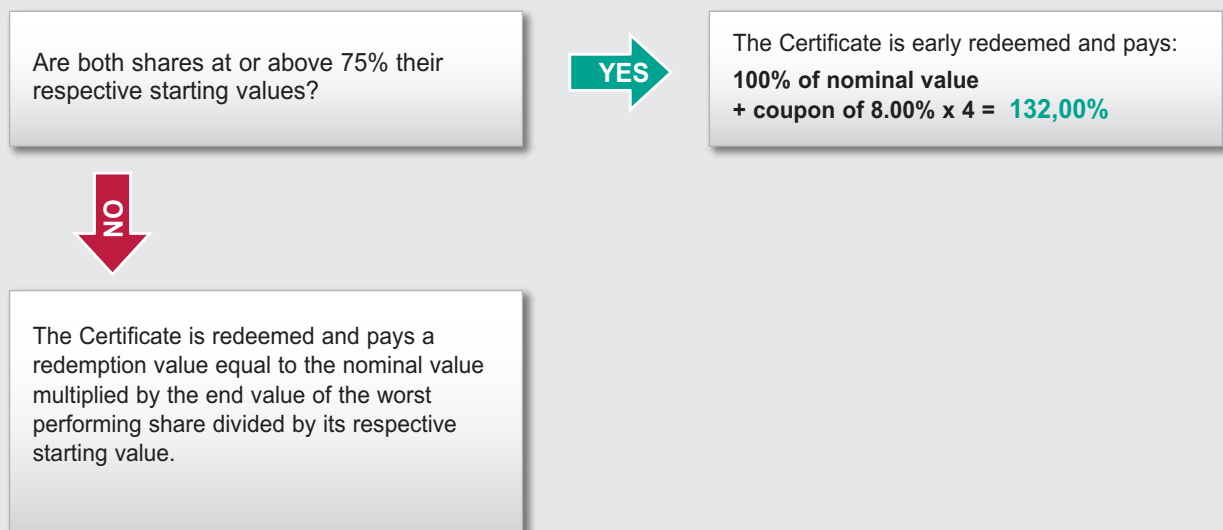 Are both shares at or above 75% their
respective starting values?
YES
The Certificate is early redeemed and pays:
100% of nominal value
+ coupon of 8.00% x 4 = 132,00%
NO
The Certificate is redeemed and pays a
redemption value equal to the nominal value
multiplied by the end value of the worst
performing share divided by its respective
starting value.